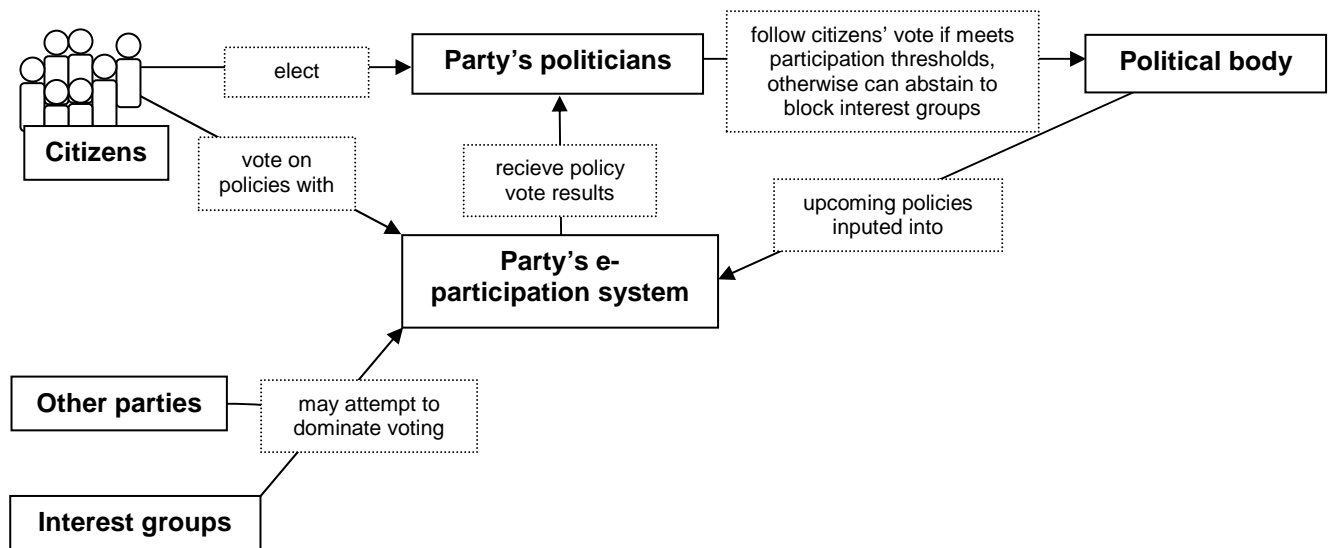 Citizens
elect
Party’s politicians
follow citizens’ vote if meets
participation thresholds,
otherwise can abstain to
block interest groups
Political body
vote on
policies with
recieve policy
vote results
upcoming policies
inputed into
Party’s e-
participation system
Other parties
may attempt to
dominate voting
Interest groups